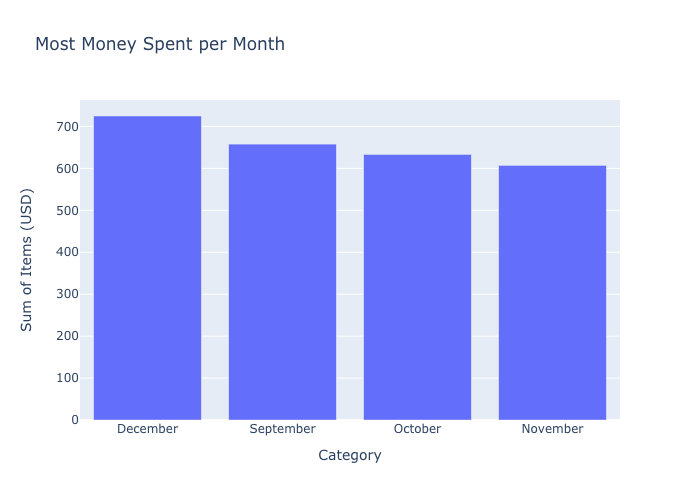 Most Money Spent per Month
Sum of Items (USD)
700
600
500
400
300
200
100
0
December September October November
Category